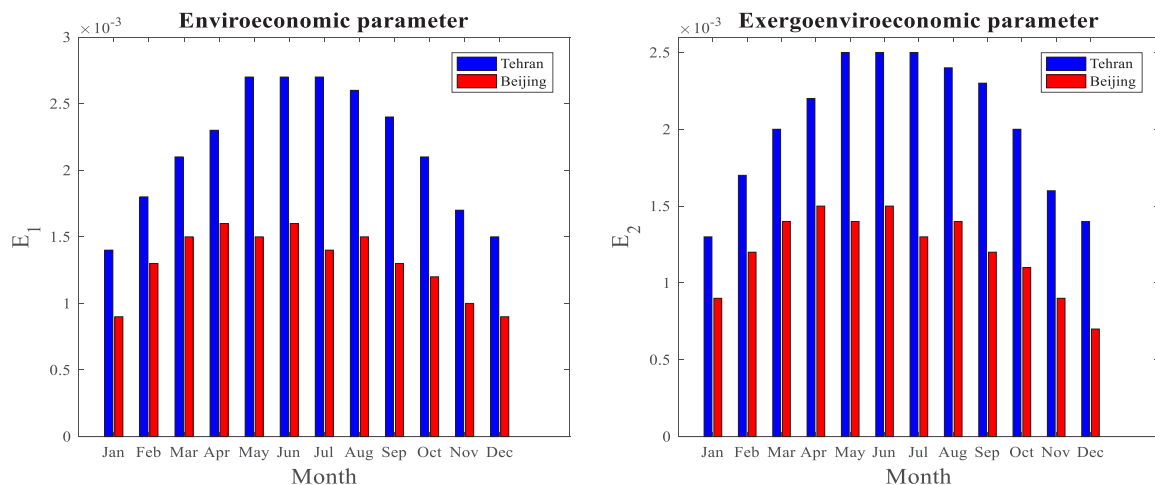 Enviroeconomic parameter
×10⁻³
3
2.5
2
1.5
1
0.5
0
E₁
Tehran
Beijing
Jan Feb Mar Apr May Jun Jul Aug Sep Oct Nov Dec
Month
Exergoenviroeconomic parameter
×10⁻³
2.5
2
1.5
1
0.5
0
E₂
Tehran
Beijing
Jan Feb Mar Apr May Jun Jul Aug Sep Oct Nov Dec
Month